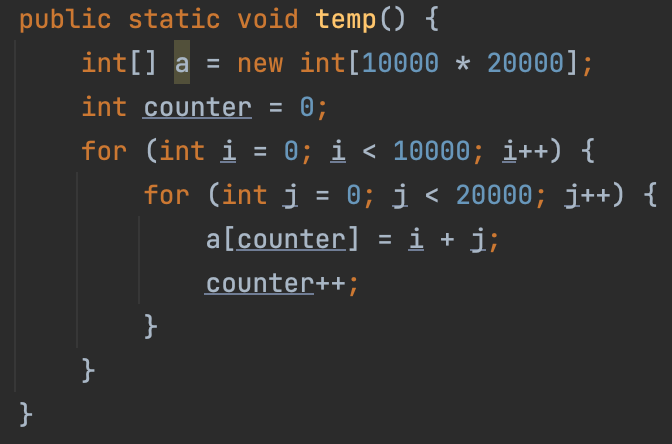 public static void temp() {
    int[] a = new int[10000 * 20000];
    int counter = 0;
    for (int i = 0; i < 10000; i++) {
        for (int j = 0; j < 20000; j++) {
            a[counter] = i + j;
            counter++;
        }
    }
}